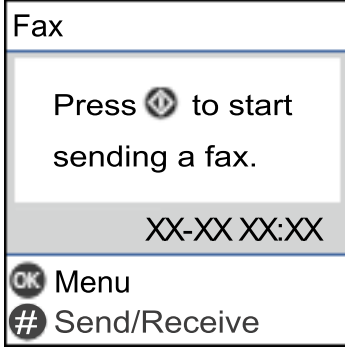 Fax
Press to start
sending a fax.
XX-XX XX:XX
OK Menu
# Send/Receive